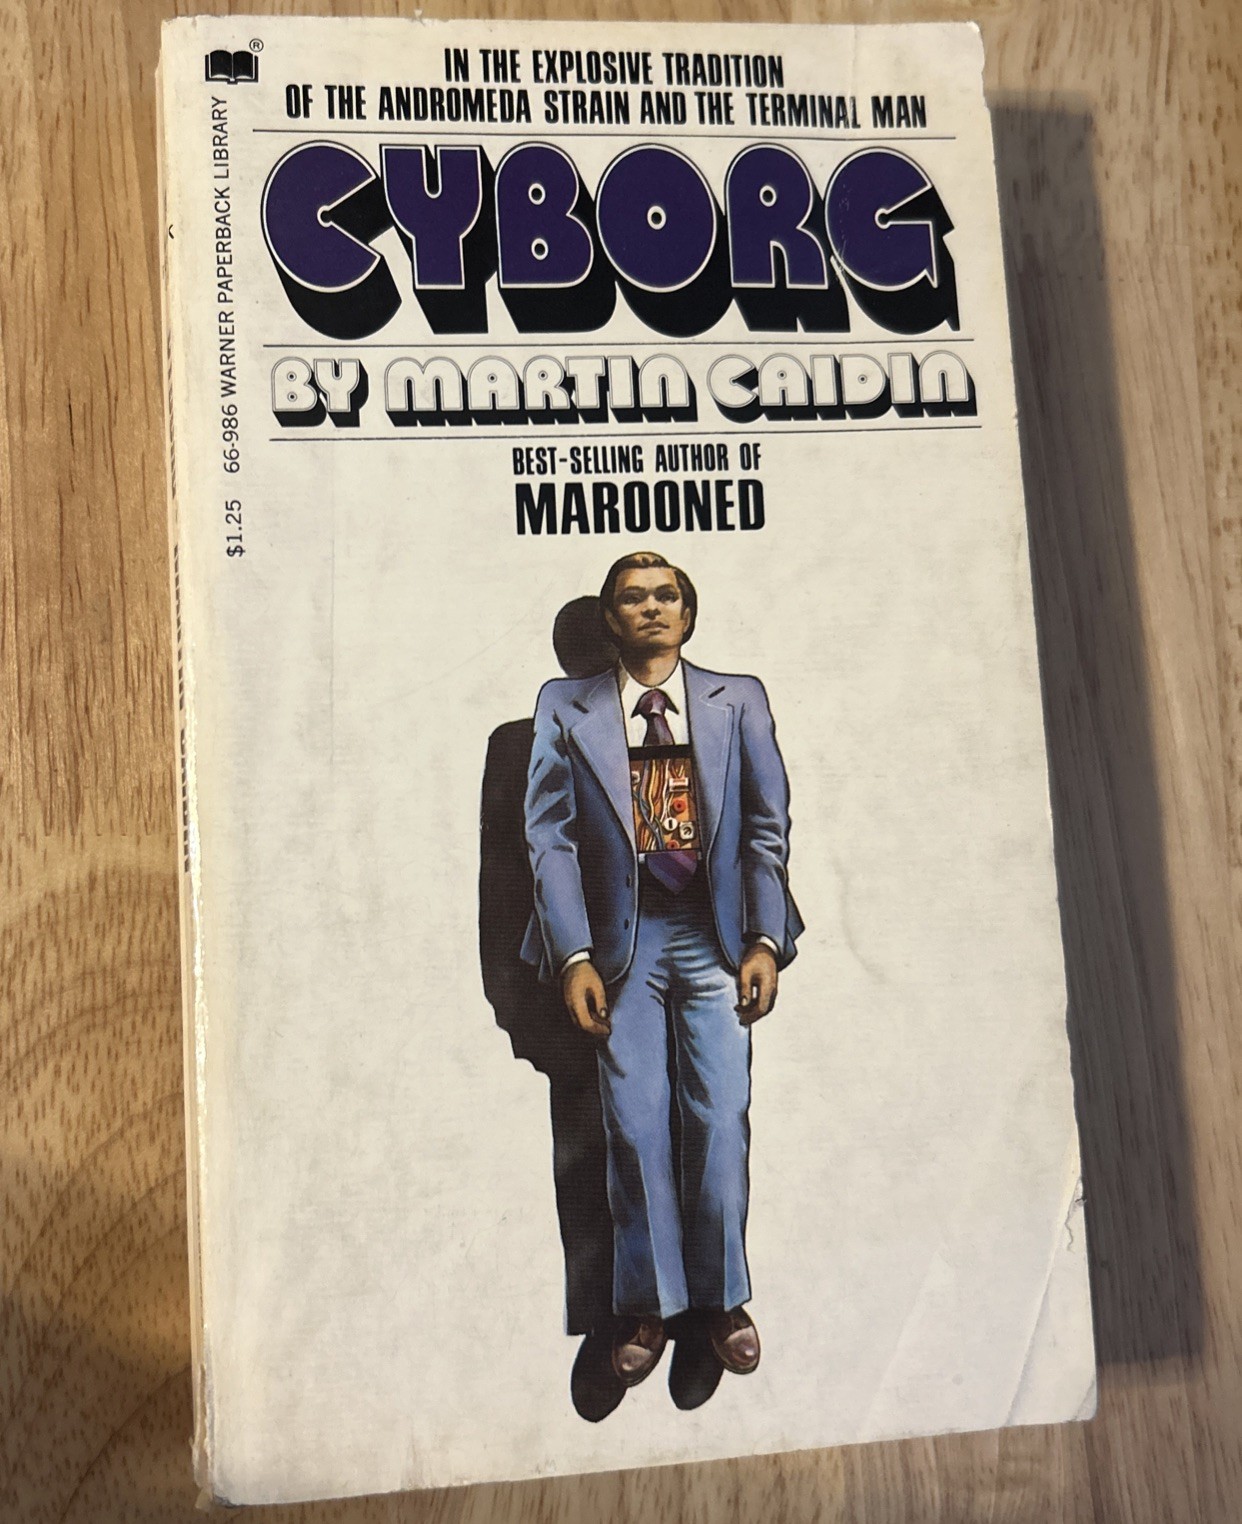 IN THE EXPLOSIVE TRADITION
OF THE ANDROMEDA STRAIN AND THE TERMINAL MAN
CYBORG
BY MARTIN CAIDIN
BEST-SELLING AUTHOR OF
MAROONED
$1.25 66-986 WARNER PAPERBACK LIBRARY ®